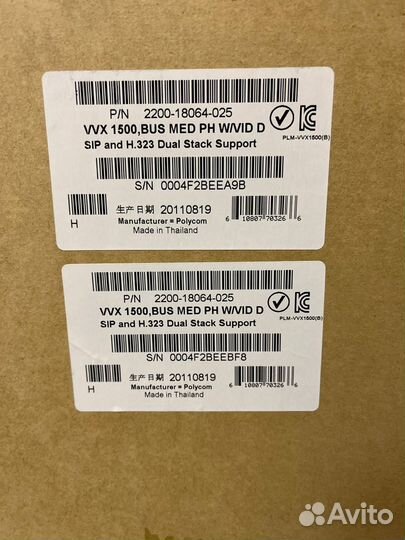 P/N 2200-18064-025
VVX 1500,BUS MED PH W/VID D
SIP and H.323 Dual Stack Support
PLM-VVX1500(B)
S/N 0004F2BEEA9B
H
生产日期 20110819
Manufacturer = Polycom
Made in Thailand
6 10807 70326 6
P/N 2200-18064-025
VVX 1500,BUS MED PH W/VID D
SIP and H.323 Dual Stack Support
PLM-VVX1500(B)
S/N 0004F2BEEBF8
H
生产日期 20110819
Manufacturer = Polycom
Made in Thailand
6 10807 70326 6
Avito